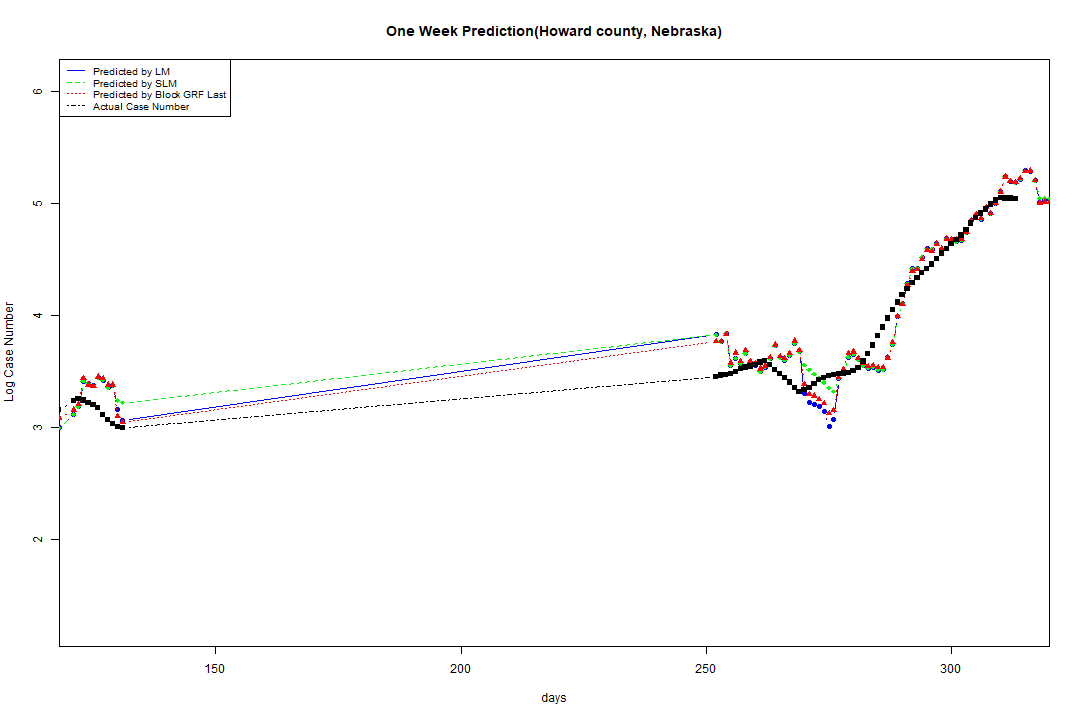 One Week Prediction(Howard county, Nebraska)
Predicted by LM
Predicted by SLM
Predicted by Block GRF Last
Actual Case Number
6
5
4
3
2
Log Case Number
150 200 250 300
days